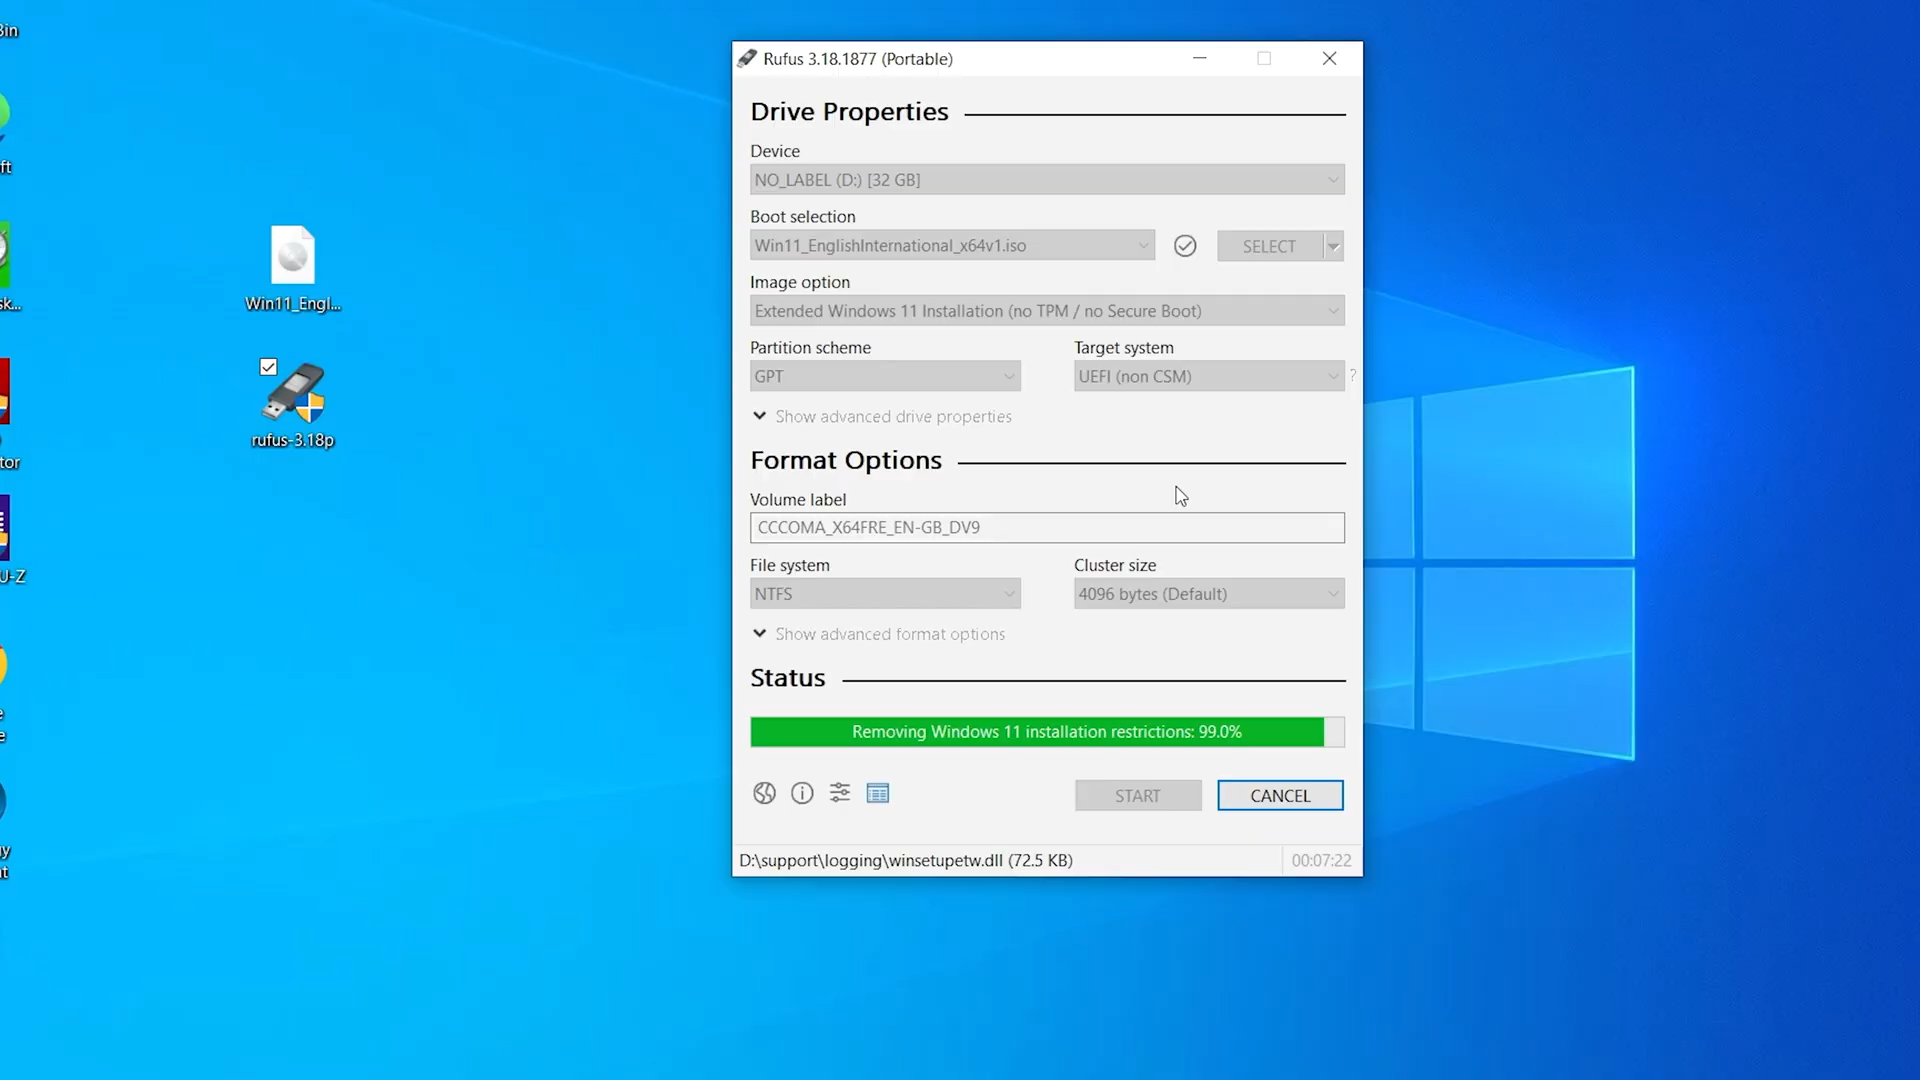 Bin
ft
sk...
tor
U-Z
e
e
y
t
Win11_Engl...
rufus-3.18p
Rufus 3.18.1877 (Portable)
Drive Properties
Device
NO_LABEL (D:) [32 GB]
Boot selection
Win11_EnglishInternational_x64v1.iso
SELECT
Image option
Extended Windows 11 Installation (no TPM / no Secure Boot)
Partition scheme
Target system
GPT
UEFI (non CSM)
?
Show advanced drive properties
Format Options
Volume label
CCCOMA_X64FRE_EN-GB_DV9
File system
Cluster size
NTFS
4096 bytes (Default)
Show advanced format options
Status
Removing Windows 11 installation restrictions: 99.0%
START
CANCEL
D:\support\logging\winsetupetw.dll (72.5 KB)
00:07:22